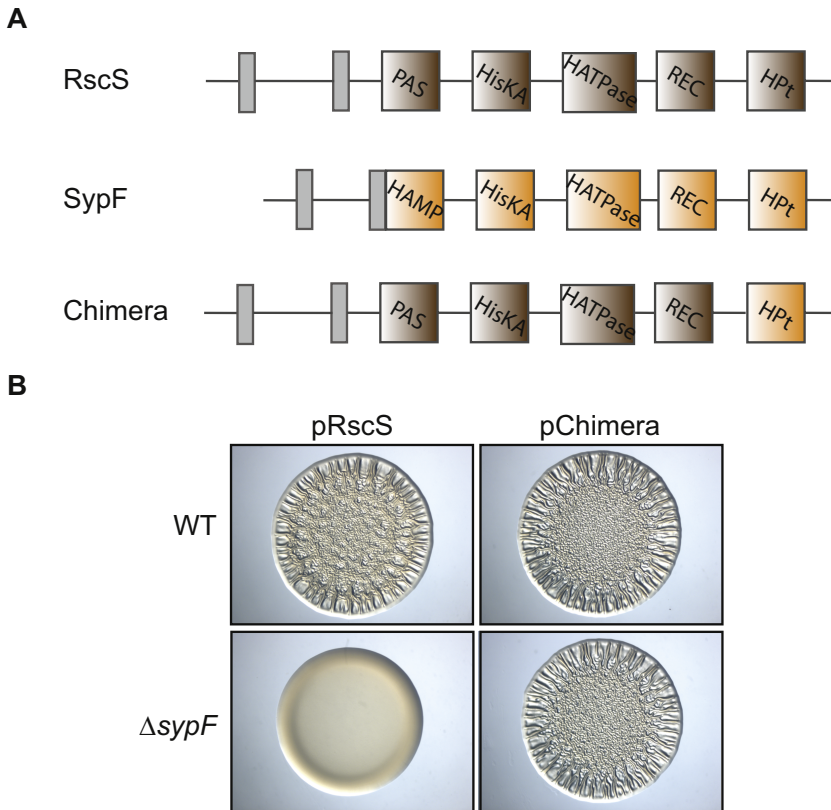 A
RscS PAS HisKA HATPase REC HPt
SypF HAMP HisKA HATPase REC HPt
Chimera PAS HisKA HATPase REC HPt
B
pRscS pChimera
WT
ΔsypF